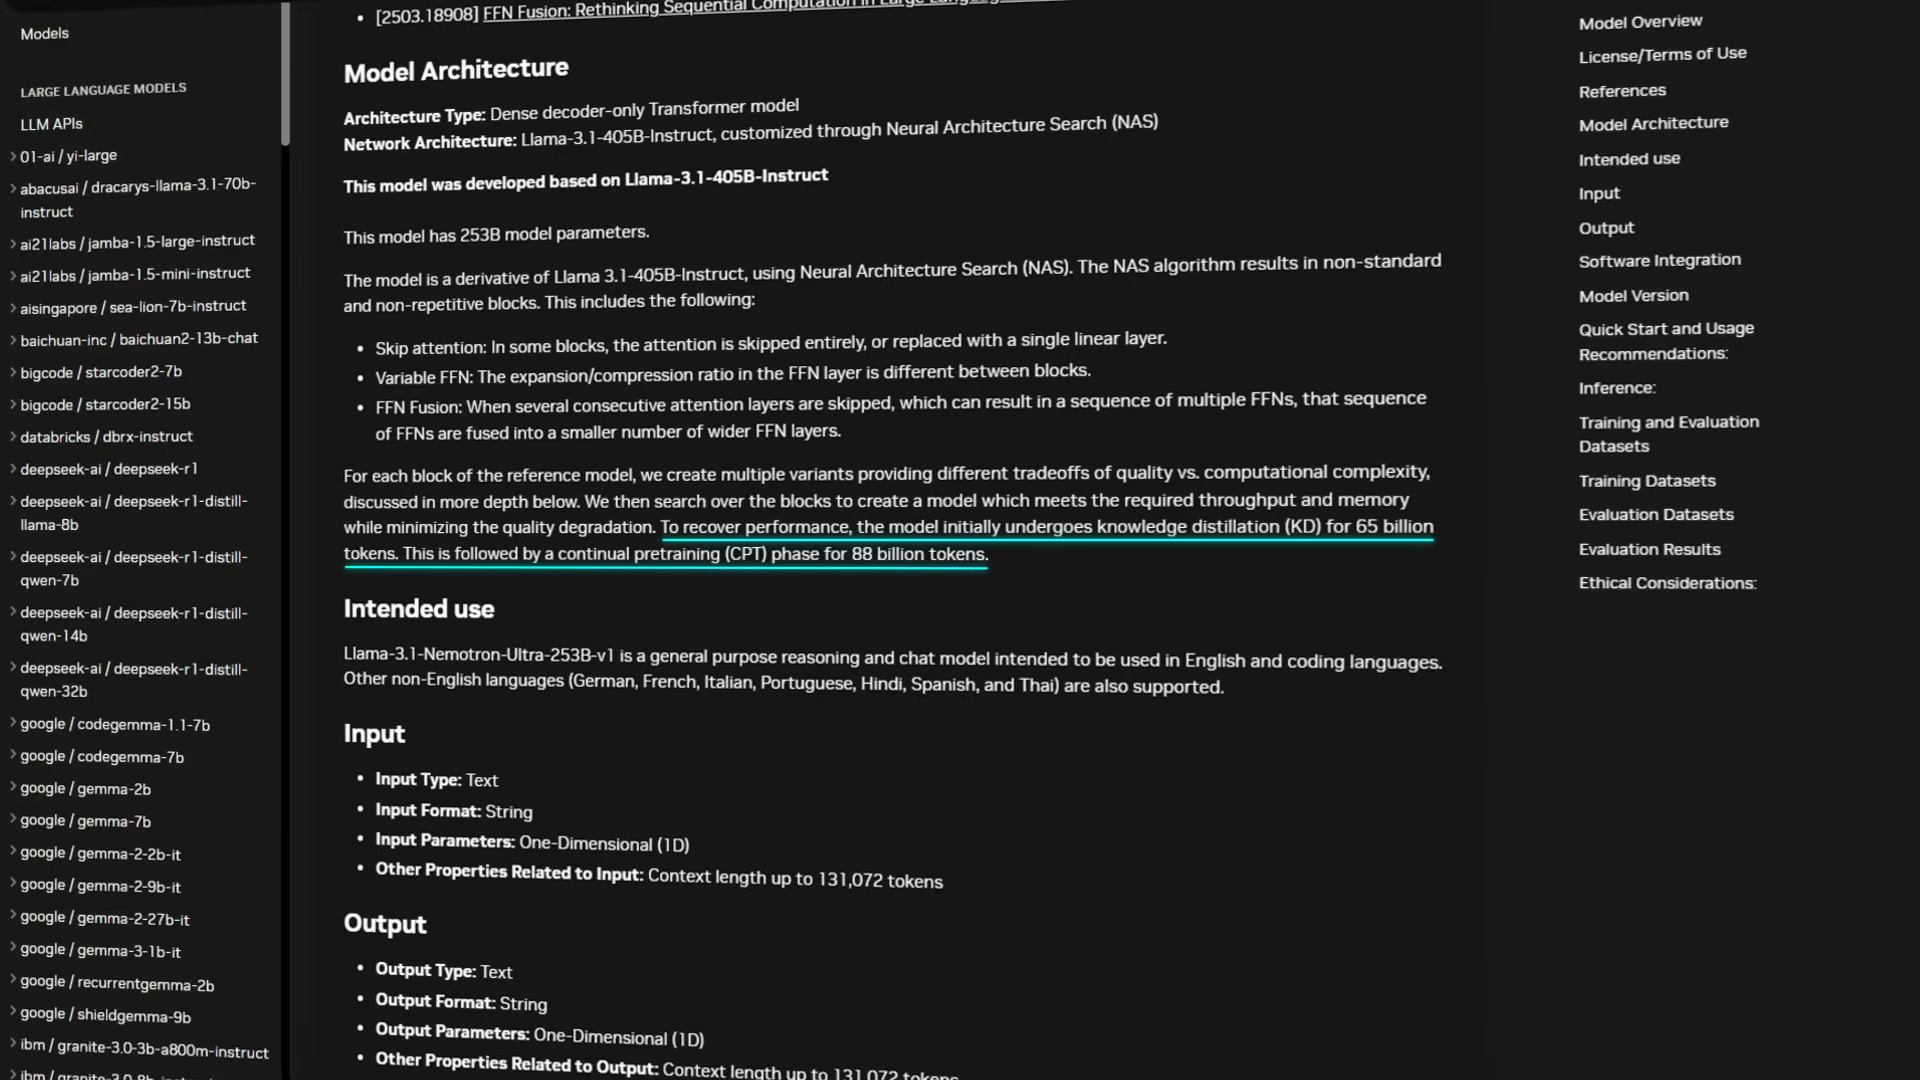 Models
LARGE LANGUAGE MODELS
LLM APIs
01-ai / yi-large
abacusai / dracarys-llama-3.1-70b-
instruct
ai21labs / jamba-1.5-large-instruct
ai21labs / jamba-1.5-mini-instruct
aisingapore / sea-lion-7b-instruct
baichuan-inc / baichuan2-13b-chat
bigcode / starcoder2-7b
bigcode / starcoder2-15b
databricks / dbrx-instruct
deepseek-ai / deepseek-r1
deepseek-ai / deepseek-r1-distill-
llama-8b
deepseek-ai / deepseek-r1-distill-
qwen-7b
deepseek-ai / deepseek-r1-distill-
qwen-14b
deepseek-ai / deepseek-r1-distill-
qwen-32b
google / codegemma-1.1-7b
google / codegemma-7b
google / gemma-2b
google / gemma-7b
google / gemma-2-2b-it
google / gemma-2-9b-it
google / gemma-2-27b-it
google / gemma-3-1b-it
google / recurrentgemma-2b
google / shieldgemma-9b
ibm / granite-3.0-3b-a800m-instruct
[2503.18908] FFN Fusion: Rethinking Sequential Computation in Large
Model Architecture
Architecture Type: Dense decoder-only Transformer model
Network Architecture: Llama-3.1-405B-Instruct, customized through Neural Architecture Search (NAS)
This model was developed based on Llama-3.1-405B-Instruct
This model has 253B model parameters.
The model is a derivative of Llama 3.1-405B-Instruct, using Neural Architecture Search (NAS). The NAS algorithm results in non-standard
and non-repetitive blocks. This includes the following:
• Skip attention: In some blocks, the attention is skipped entirely, or replaced with a single linear layer.
• Variable FFN: The expansion/compression ratio in the FFN layer is different between blocks.
• FFN Fusion: When several consecutive attention layers are skipped, which can result in a sequence of multiple FFNs, that sequence
of FFNs are fused into a smaller number of wider FFN layers.
For each block of the reference model, we create multiple variants providing different tradeoffs of quality vs. computational complexity,
discussed in more depth below. We then search over the blocks to create a model which meets the required throughput and memory
while minimizing the quality degradation. To recover performance, the model initially undergoes knowledge distillation (KD) for 65 billion
tokens. This is followed by a continual pretraining (CPT) phase for 88 billion tokens.
Intended use
Llama-3.1-Nemotron-Ultra-253B-v1 is a general purpose reasoning and chat model intended to be used in English and coding languages.
Other non-English languages (German, French, Italian, Portuguese, Hindi, Spanish, and Thai) are also supported.
Input
• Input Type: Text
• Input Format: String
• Input Parameters: One-Dimensional (1D)
• Other Properties Related to Input: Context length up to 131,072 tokens
Output
• Output Type: Text
• Output Format: String
• Output Parameters: One-Dimensional (1D)
• Other Properties Related to Output: Context length up to 131,072 tokens
Model Overview
License/Terms of Use
References
Model Architecture
Intended use
Input
Output
Software Integration
Model Version
Quick Start and Usage
Recommendations:
Inference:
Training and Evaluation
Datasets
Training Datasets
Evaluation Datasets
Evaluation Results
Ethical Considerations: